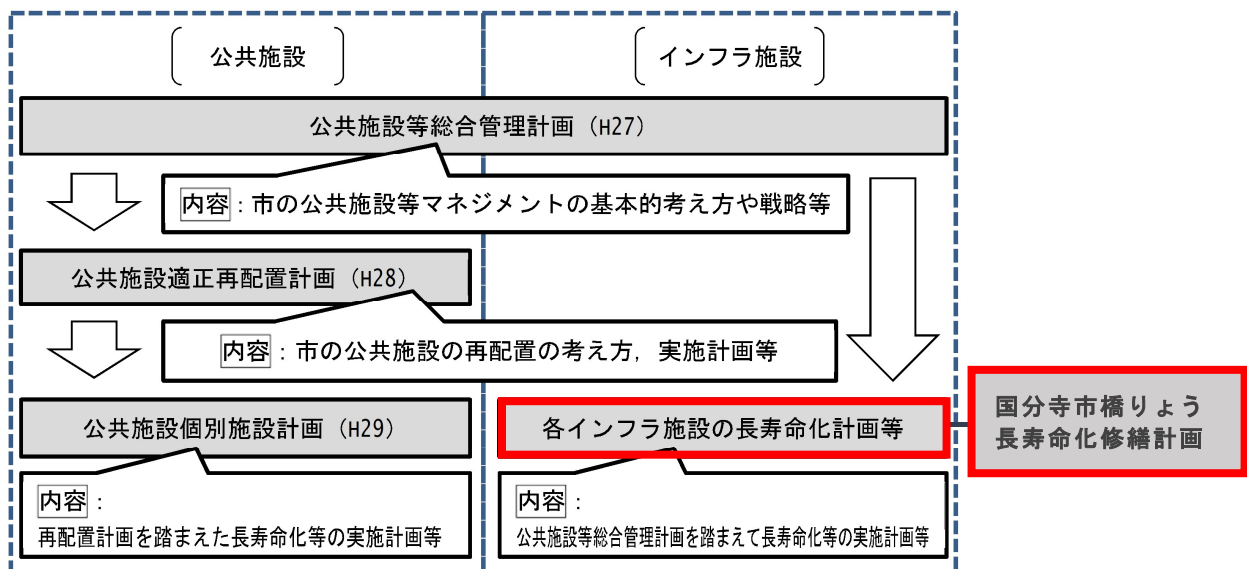 公共施設
インフラ施設
公共施設等総合管理計画（H27）
内容：市の公共施設等マネジメントの基本的考え方や戦略等
公共施設適正再配置計画（H28）
内容：市の公共施設の再配置の考え方，実施計画等
公共施設個別施設計画（H29）
各インフラ施設の長寿命化計画等
国分寺市橋りょう
長寿命化修繕計画
内容：
再配置計画を踏まえた長寿命化等の実施計画等
内容：
公共施設等総合管理計画を踏まえて長寿命化等の実施計画等